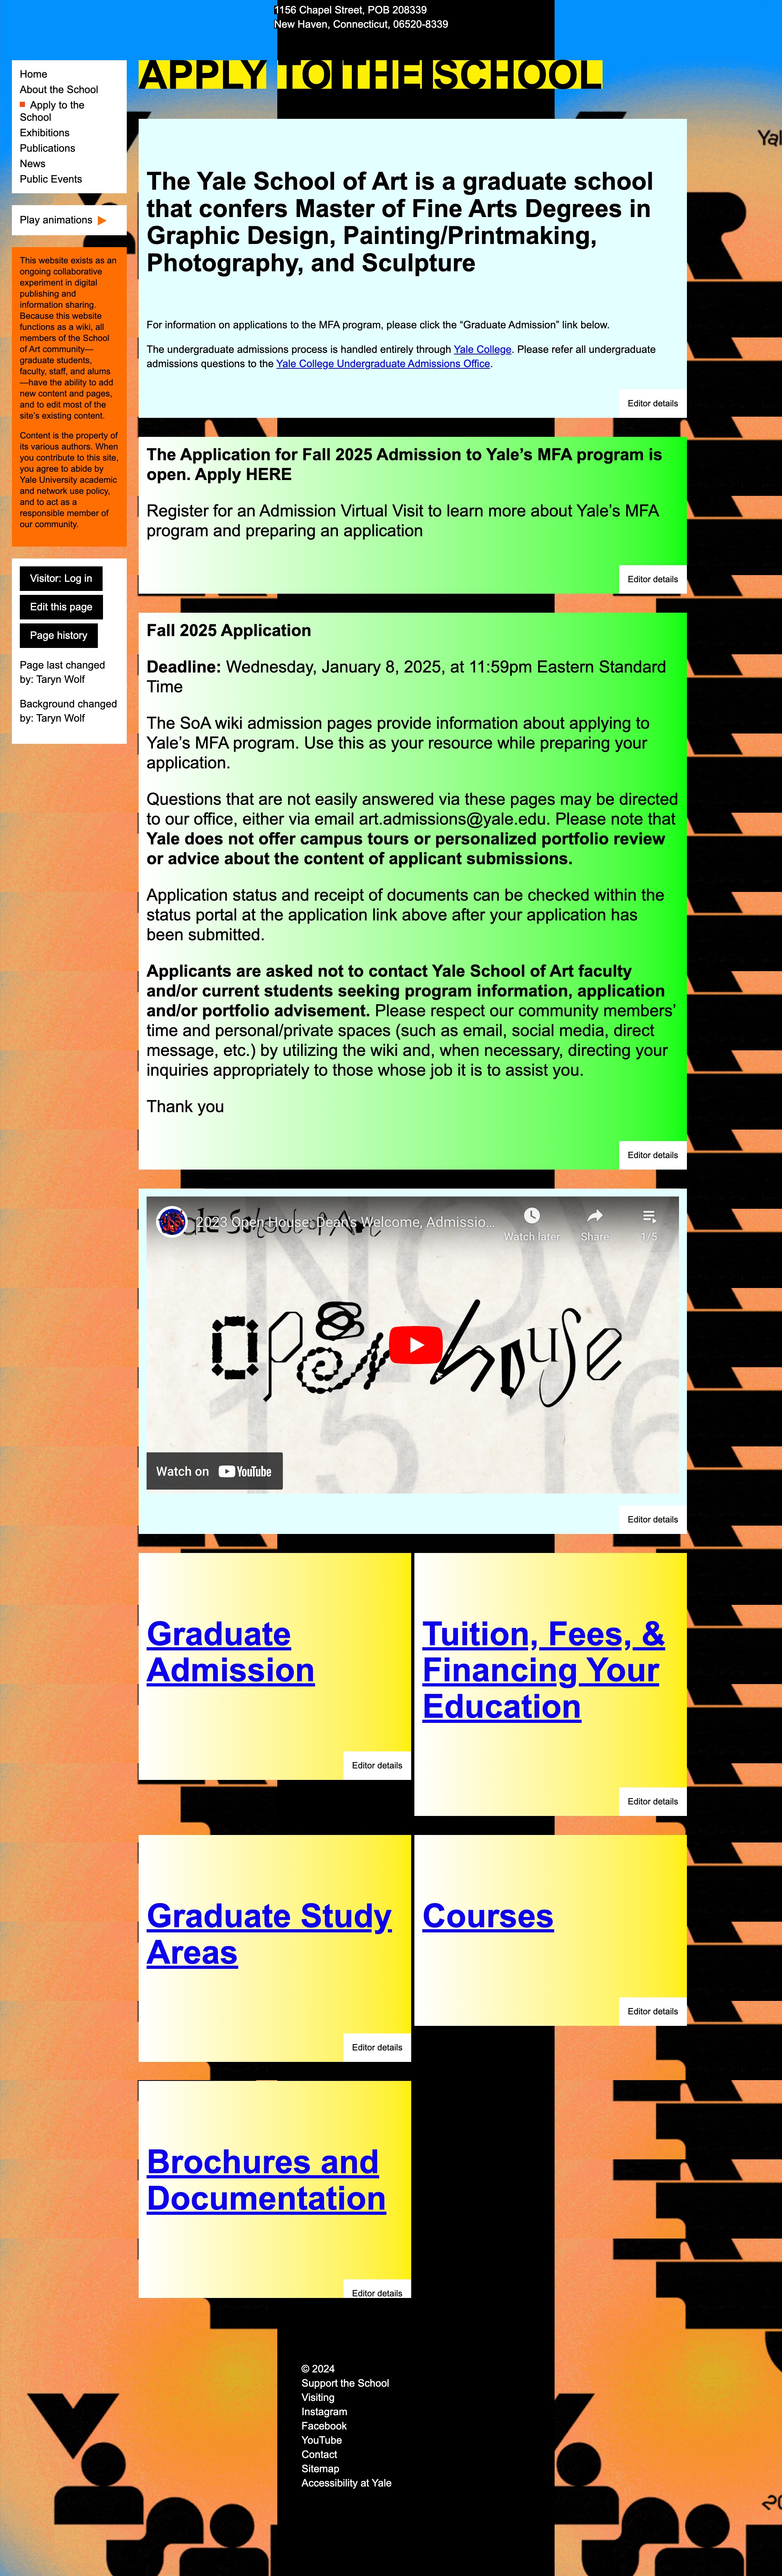 1156 Chapel Street, POB 208339
New Haven, Connecticut, 06520-8339
APPLY TO THE SCHOOL
Home
About the School
Apply to the
School
Exhibitions
Publications
News
Public Events
Play animations
This website exists as an
ongoing collaborative
experiment in digital
publishing and
information sharing.
Because this website
functions as a wiki, all
members of the School
of Art community—
graduate students,
faculty, staff, and alums
—have the ability to add
new content and pages,
and to edit most of the
site’s existing content.
Content is the property of
its various authors. When
you contribute to this site,
you agree to abide by
Yale University academic
and network use policy,
and to act as a
responsible member of
our community.
Visitor: Log in
Edit this page
Page history
Page last changed
by: Taryn Wolf
Background changed
by: Taryn Wolf
The Yale School of Art is a graduate school
that confers Master of Fine Arts Degrees in
Graphic Design, Painting/Printmaking,
Photography, and Sculpture
For information on applications to the MFA program, please click the “Graduate Admission” link below.
The undergraduate admissions process is handled entirely through Yale College. Please refer all undergraduate
admissions questions to the Yale College Undergraduate Admissions Office.
Editor details
The Application for Fall 2025 Admission to Yale’s MFA program is
open. Apply HERE
Register for an Admission Virtual Visit to learn more about Yale’s MFA
program and preparing an application
Editor details
Fall 2025 Application
Deadline: Wednesday, January 8, 2025, at 11:59pm Eastern Standard
Time
The SoA wiki admission pages provide information about applying to
Yale’s MFA program. Use this as your resource while preparing your
application.
Questions that are not easily answered via these pages may be directed
to our office, either via email art.admissions@yale.edu. Please note that
Yale does not offer campus tours or personalized portfolio review
or advice about the content of applicant submissions.
Application status and receipt of documents can be checked within the
status portal at the application link above after your application has
been submitted.
Applicants are asked not to contact Yale School of Art faculty
and/or current students seeking program information, application
and/or portfolio advisement. Please respect our community members’
time and personal/private spaces (such as email, social media, direct
message, etc.) by utilizing the wiki and, when necessary, directing your
inquiries appropriately to those whose job it is to assist you.
Thank you
Editor details
2023 Open House: Deans Welcome, Admissio...
Watch later
Share
1/5
open house
NOV
15 16
Watch on YouTube
Editor details
Graduate
Admission
Editor details
Tuition, Fees, &
Financing Your
Education
Editor details
Graduate Study
Areas
Editor details
Courses
Editor details
Brochures and
Documentation
Editor details
© 2024
Support the School
Visiting
Instagram
Facebook
YouTube
Contact
Sitemap
Accessibility at Yale